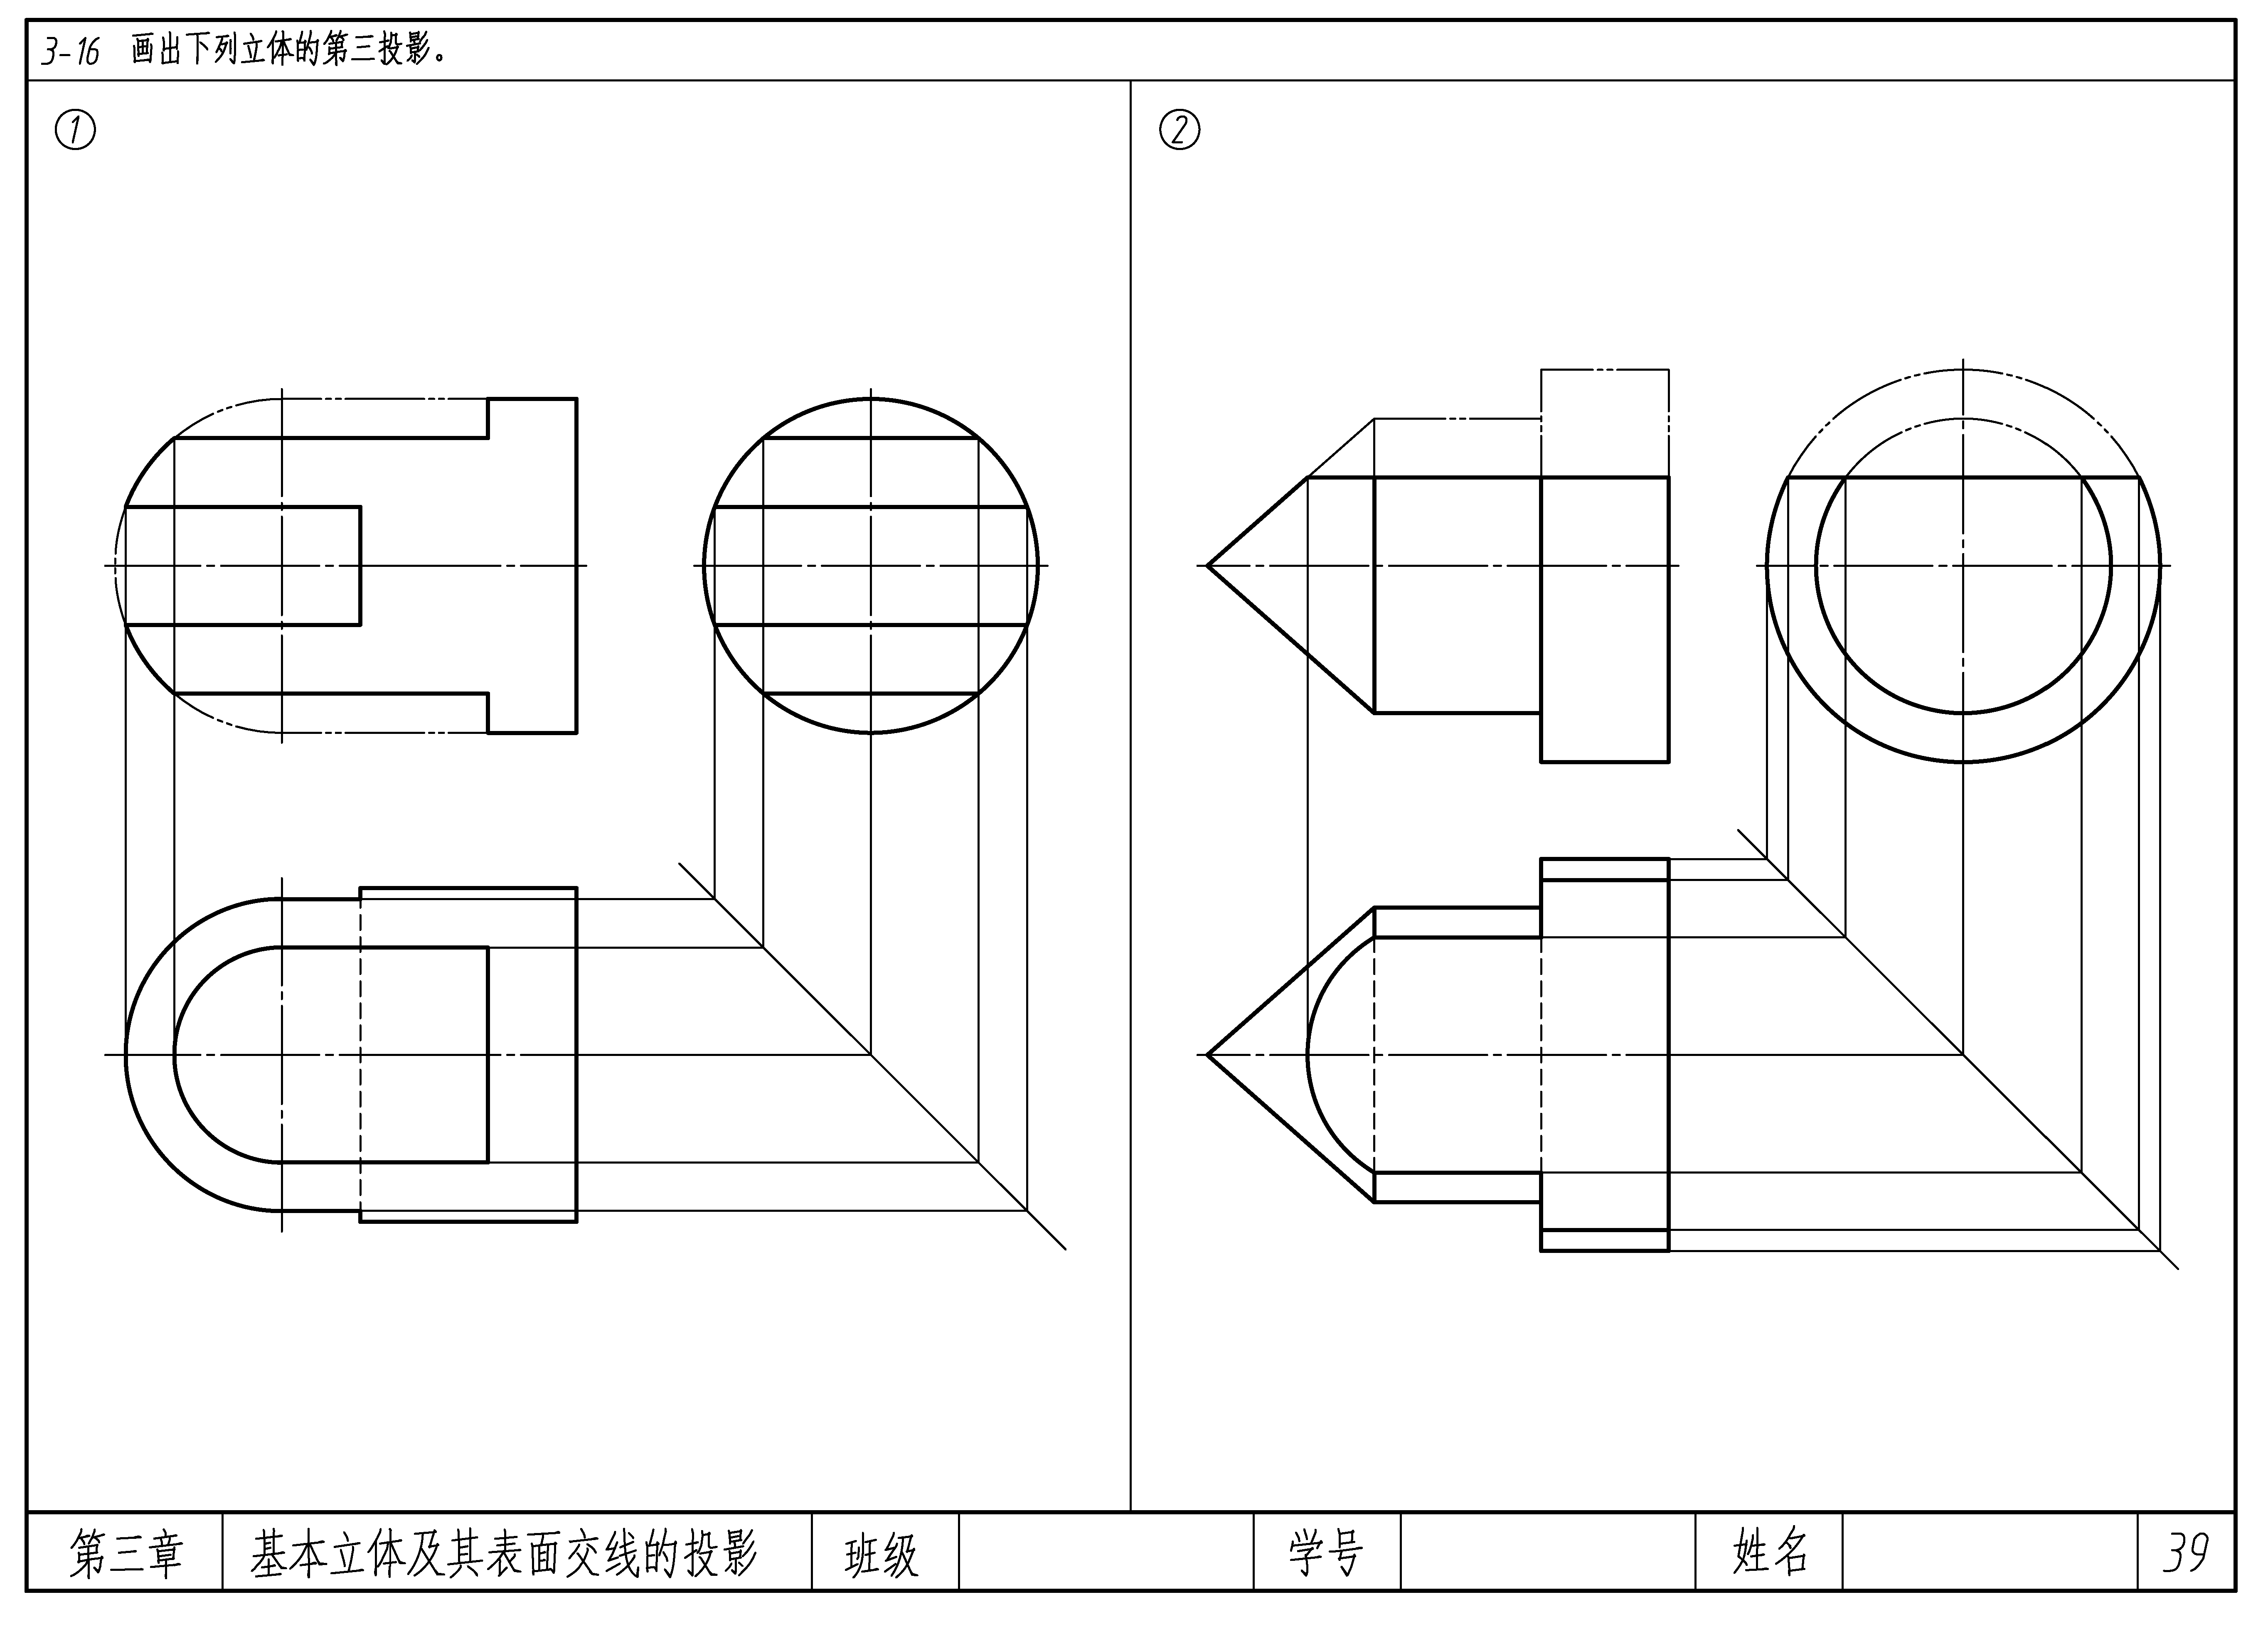 3-16 画出下列立体的第三投影。
①
②
第三章 基本立体及其表面交线的投影 班级 学号 姓名 39